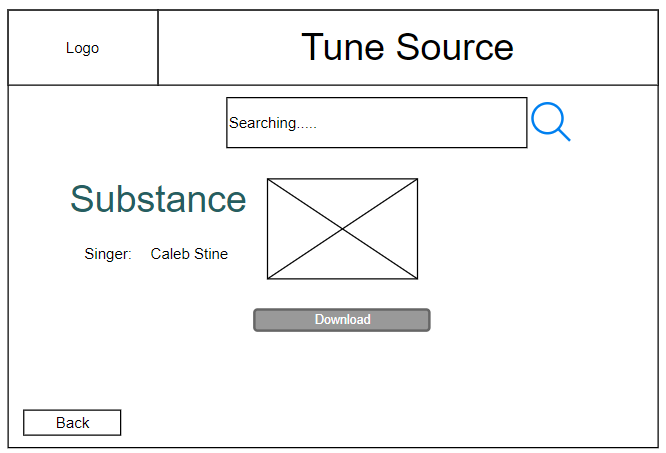 Logo
Tune Source
Searching.....
Substance
Singer: Caleb Stine
Download
Back